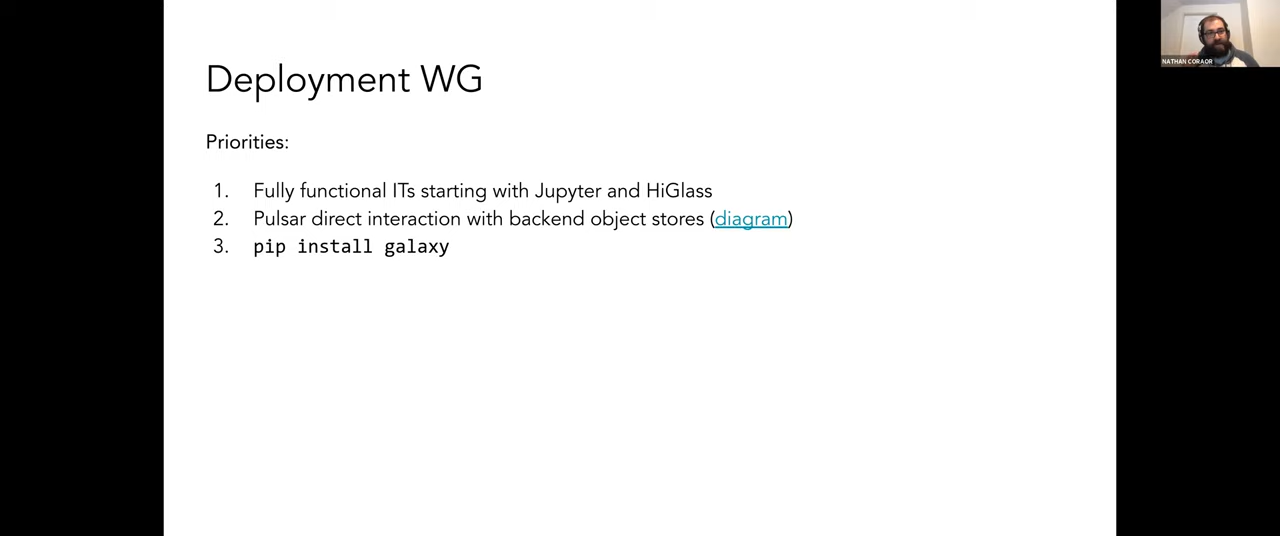 Deployment WG
NATHAN CORAOR
Priorities:
1. Fully functional ITs starting with Jupyter and HiGlass
2. Pulsar direct interaction with backend object stores (diagram)
3. pip install galaxy